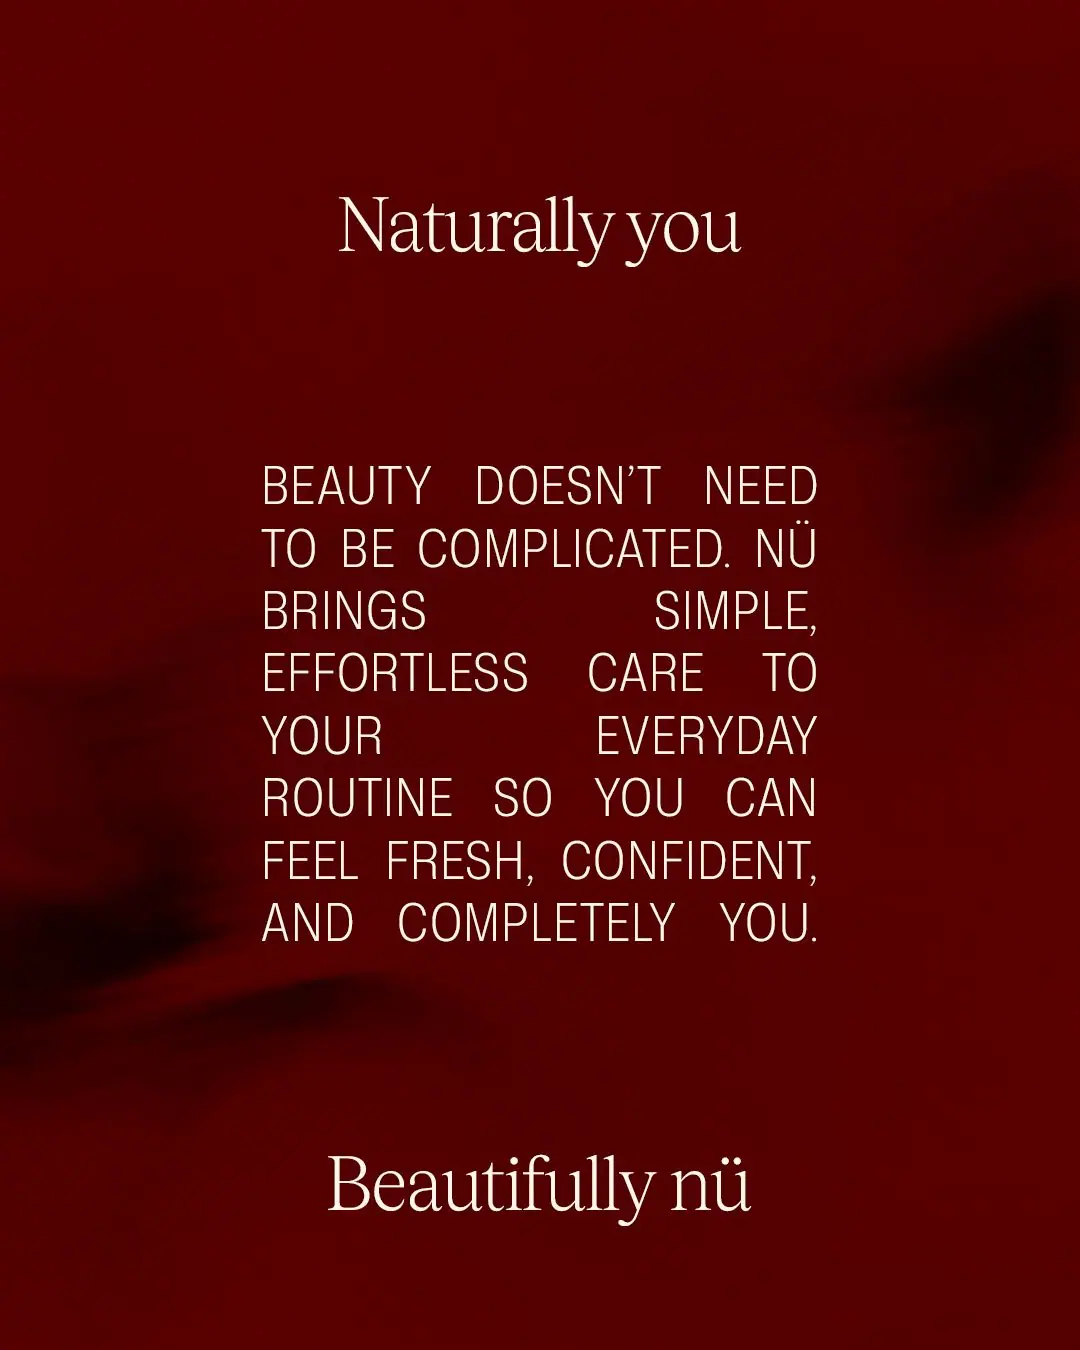 Naturally you
BEAUTY DOESN’T NEED
TO BE COMPLICATED. NÜ
BRINGS SIMPLE,
EFFORTLESS CARE TO
YOUR EVERYDAY
ROUTINE SO YOU CAN
FEEL FRESH, CONFIDENT,
AND COMPLETELY YOU.
Beautifully nü